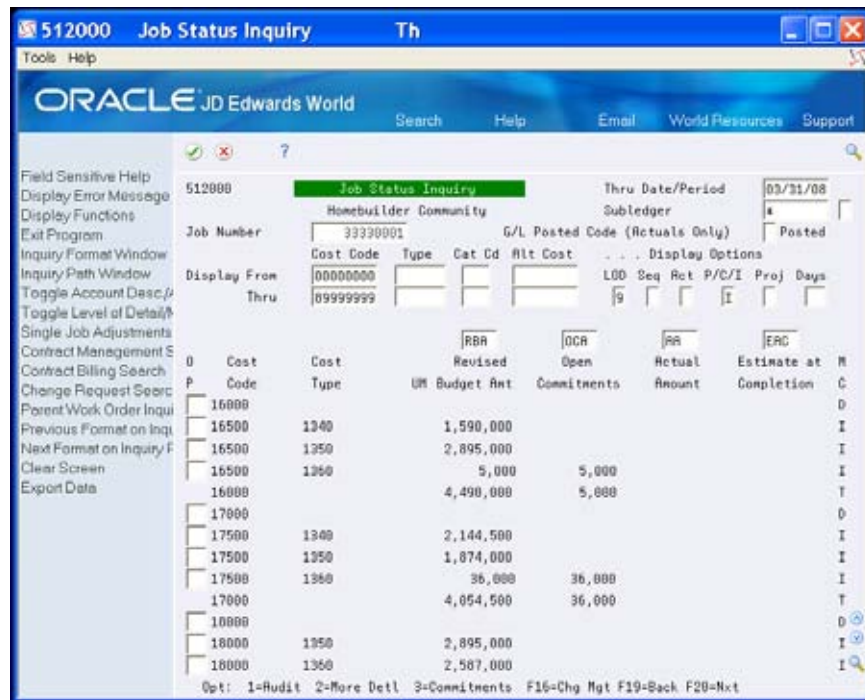 512000 Job Status Inquiry Th
Tools Help
ORACLE JD Edwards World
Search Help Email World Resources Support
?
Field Sensitive Help
Display Error Message
Display Functions
Exit Program
Inquiry Format Window
Inquiry Path Window
Toggle Account Desc./A
Toggle Level of Detail/M
Single Job Adjustments
Contract Management S
Contract Billing Search
Change Request Searc
Parent Work Order Inqui
Previous Format on Inqu
Next Format on Inquiry P
Clear Screen
Export Data
512000 Job Status Inquiry Thru Date/Period 03/31/08
Homebuilder Community Subledger *
Job Number 33330001 G/L Posted Code (Actuals Only) Posted
Cost Code Type Cat Cd Alt Cost . . . Display Options
Display From 00000000 LOD Seq Act P/C/I Proj Days
Thru 89999999 9 I
RBA OCA AA EAC
O Cost Cost Revised Open Actual Estimate at M
P Code Type UM Budget Amt Commitments Amount Completion C
16000 D
16500 1340 1,590,000 I
16500 1350 2,895,000 I
16500 1360 5,000 5,000 I
16000 4,490,000 5,000 T
17000 D
17500 1340 2,144,500 I
17500 1350 1,874,000 I
17500 1360 36,000 36,000 I
17000 4,054,500 36,000 T
18000 D
18000 1350 2,895,000 I
18000 1360 2,587,000 I
Opt: 1=Audit 2=More Detl 3=Commitments F16=Chg Mgt F19=Back F20=Nxt